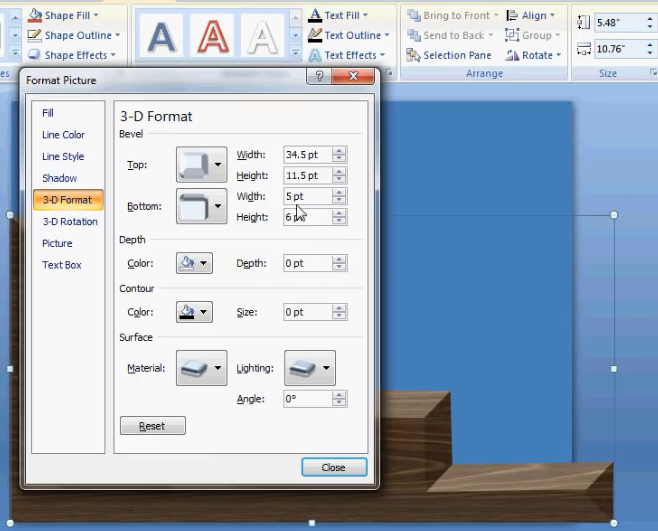 Shape Fill
Shape Outline
Shape Effects
A A A
Text Fill
Text Outline
Text Effects
Bring to Front
Send to Back
Selection Pane
Align
Group
Rotate
Arrange
5.48"
10.76"
Size
Format Picture
Fill
Line Color
Line Style
Shadow
3-D Format
3-D Rotation
Picture
Text Box
3-D Format
Bevel
Top:
Width: 34.5 pt
Height: 11.5 pt
Bottom:
Width: 5 pt
Height: 6 pt
Depth
Color:
Depth: 0 pt
Contour
Color:
Size: 0 pt
Surface
Material:
Lighting:
Angle: 0°
Reset
Close